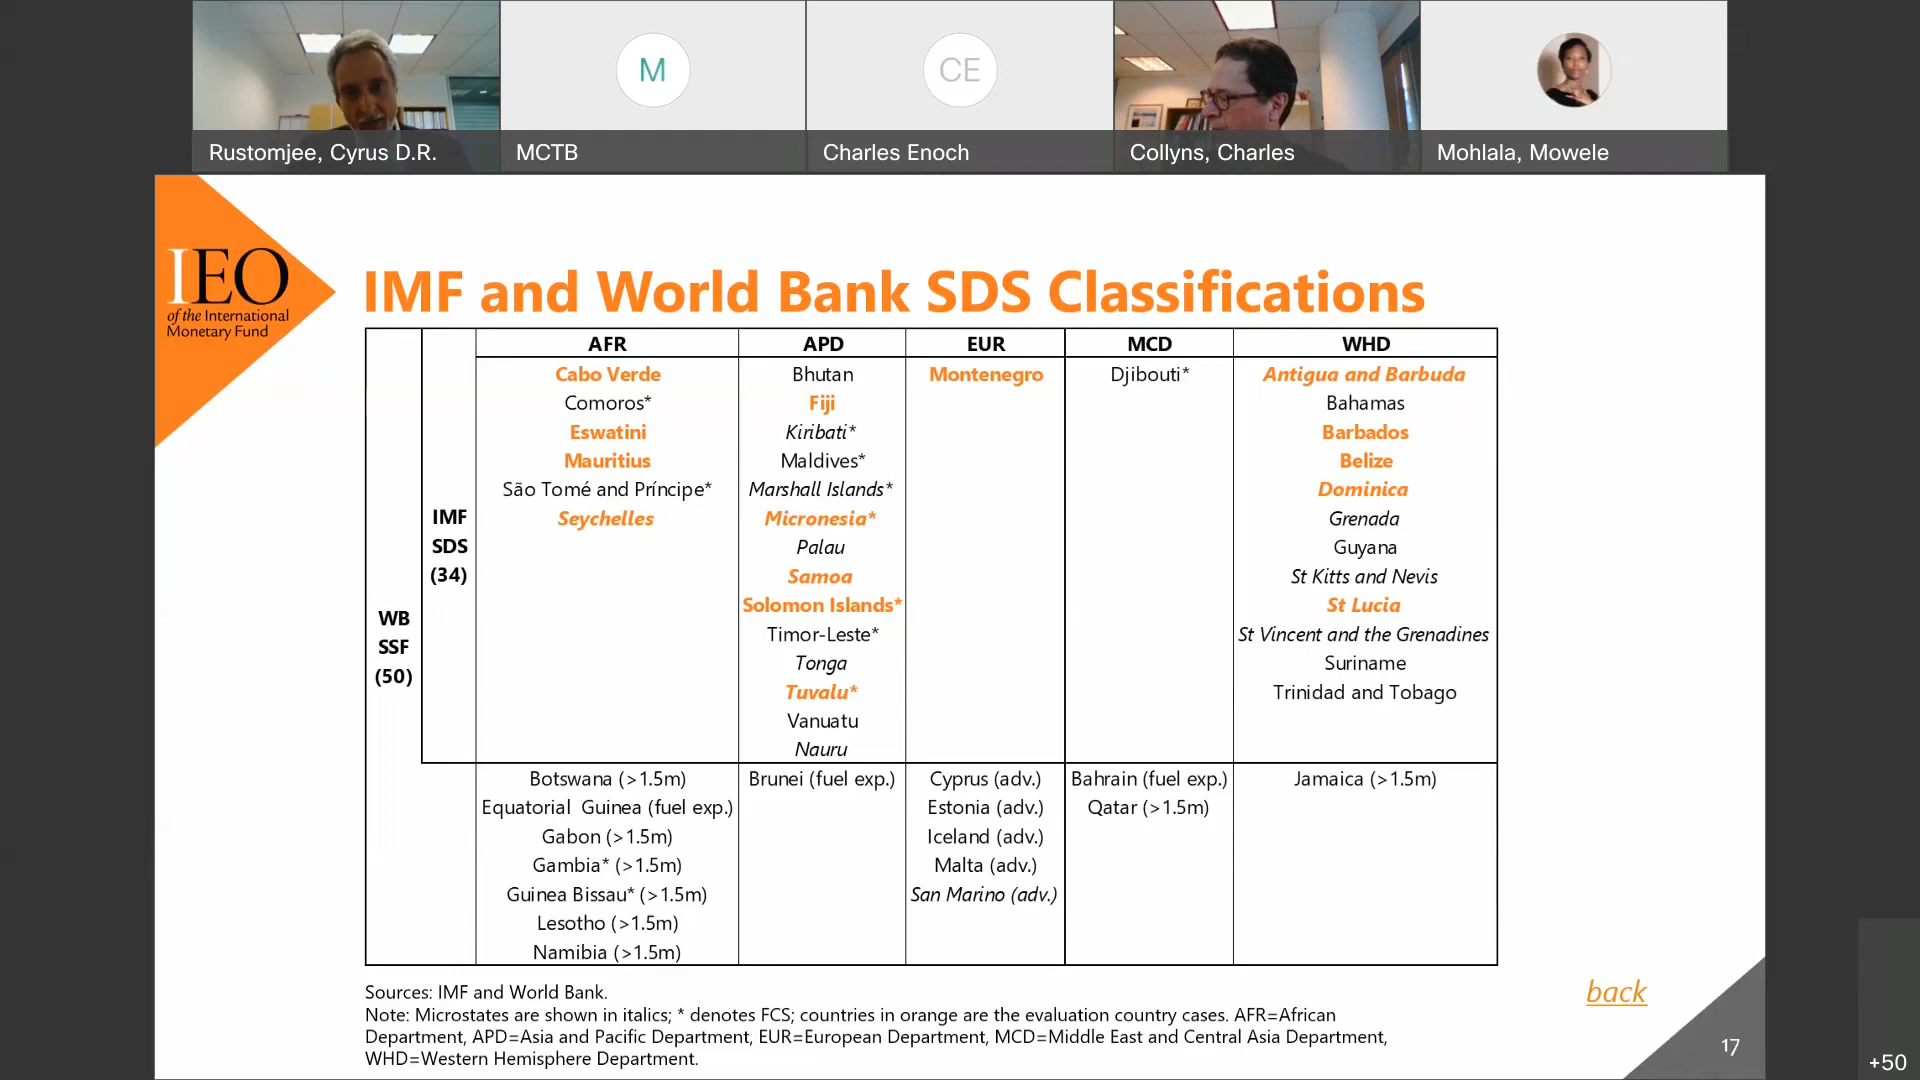 M
CE
Rustomjee, Cyrus D.R.
MCTB
Charles Enoch
Collyns, Charles
Mohlala, Mowele
IEO
of the International
Monetary Fund
IMF and World Bank SDS Classifications
AFR APD EUR MCD WHD
Cabo Verde Bhutan Montenegro Djibouti* Antigua and Barbuda
Comoros* Fiji Bahamas
Eswatini Kiribati* Barbados
Mauritius Maldives* Belize
São Tomé and Príncipe* Marshall Islands* Dominica
IMF Seychelles Micronesia* Grenada
SDS Palau Guyana
(34) Samoa St Kitts and Nevis
WB Solomon Islands* St Lucia
SSF Timor-Leste* St Vincent and the Grenadines
(50) Tonga Suriname
Tuvalu* Trinidad and Tobago
Vanuatu
Nauru
Botswana (>1.5m) Brunei (fuel exp.) Cyprus (adv.) Bahrain (fuel exp.) Jamaica (>1.5m)
Equatorial Guinea (fuel exp.) Estonia (adv.) Qatar (>1.5m)
Gabon (>1.5m) Iceland (adv.)
Gambia* (>1.5m) Malta (adv.)
Guinea Bissau* (>1.5m) San Marino (adv.)
Lesotho (>1.5m)
Namibia (>1.5m)
Sources: IMF and World Bank.
Note: Microstates are shown in italics; * denotes FCS; countries in orange are the evaluation country cases. AFR=African
Department, APD=Asia and Pacific Department, EUR=European Department, MCD=Middle East and Central Asia Department,
WHD=Western Hemisphere Department.
back
17
+50